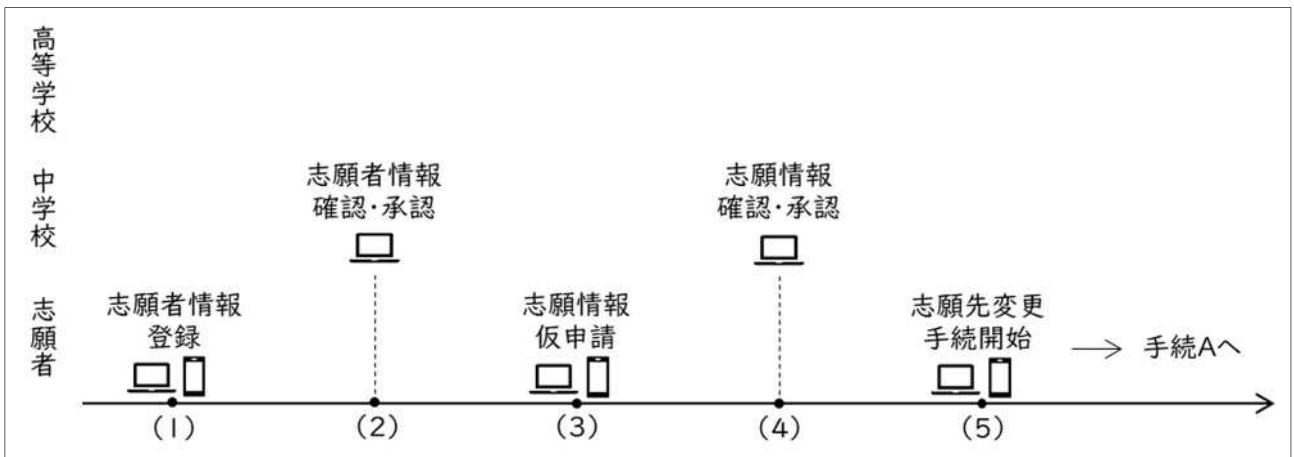 高等学校
中学校
志願者
志願者情報
確認・承認
志願情報
確認・承認
志願者情報
登録
志願情報
仮申請
志願先変更
手続開始
→ 手続Aへ
(1)
(2)
(3)
(4)
(5)